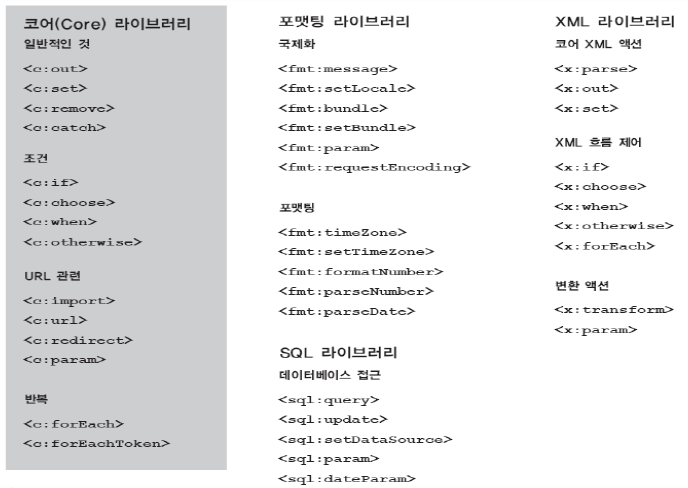 코어(Core) 라이브러리
일반적인 것
<c:out>
<c:set>
<c:remove>
<c:catch>
조건
<c:if>
<c:choose>
<c:when>
<c:otherwise>
URL 관련
<c:import>
<c:url>
<c:redirect>
<c:param>
반복
<c:forEach>
<c:forEachToken>
포맷팅 라이브러리
국제화
<fmt:message>
<fmt:setLocale>
<fmt:bundle>
<fmt:setBundle>
<fmt:param>
<fmt:requestEncoding>
포맷팅
<fmt:timeZone>
<fmt:setTimeZone>
<fmt:formatNumber>
<fmt:parseNumber>
<fmt:parseDate>
SQL 라이브러리
데이터베이스 접근
<sql:query>
<sql:update>
<sql:setDataSource>
<sql:param>
<sql:dateParam>
XML 라이브러리
코어 XML 액션
<x:parse>
<x:out>
<x:set>
XML 흐름 제어
<x:if>
<x:choose>
<x:when>
<x:otherwise>
<x:forEach>
변환 액션
<x:transform>
<x:param>